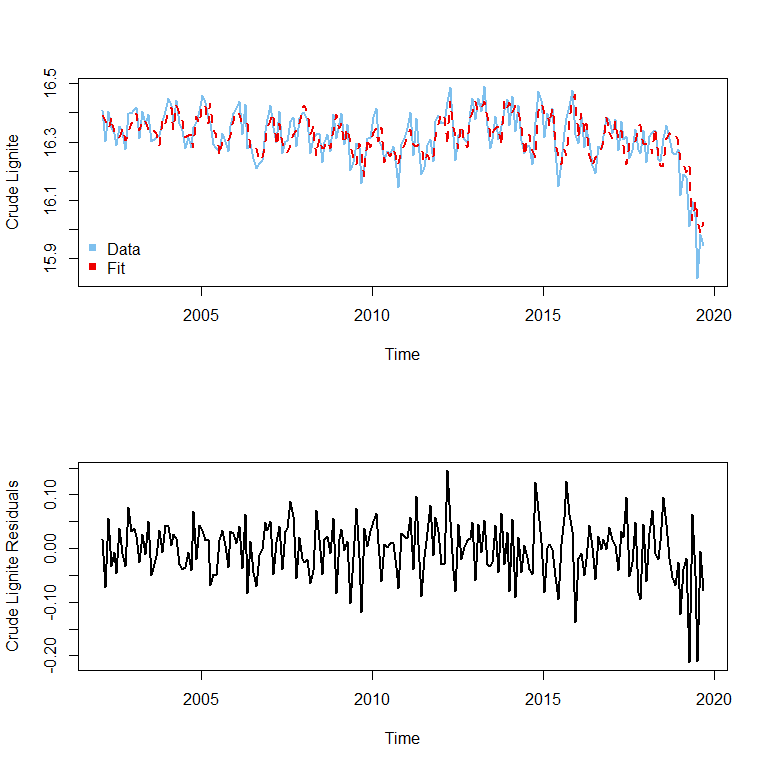 Crude Lignite
16.5
16.3
16.1
15.9
Data
Fit
2005
2010
2015
2020
Time
Crude Lignite Residuals
0.10
0.00
-0.10
-0.20
2005
2010
2015
2020
Time